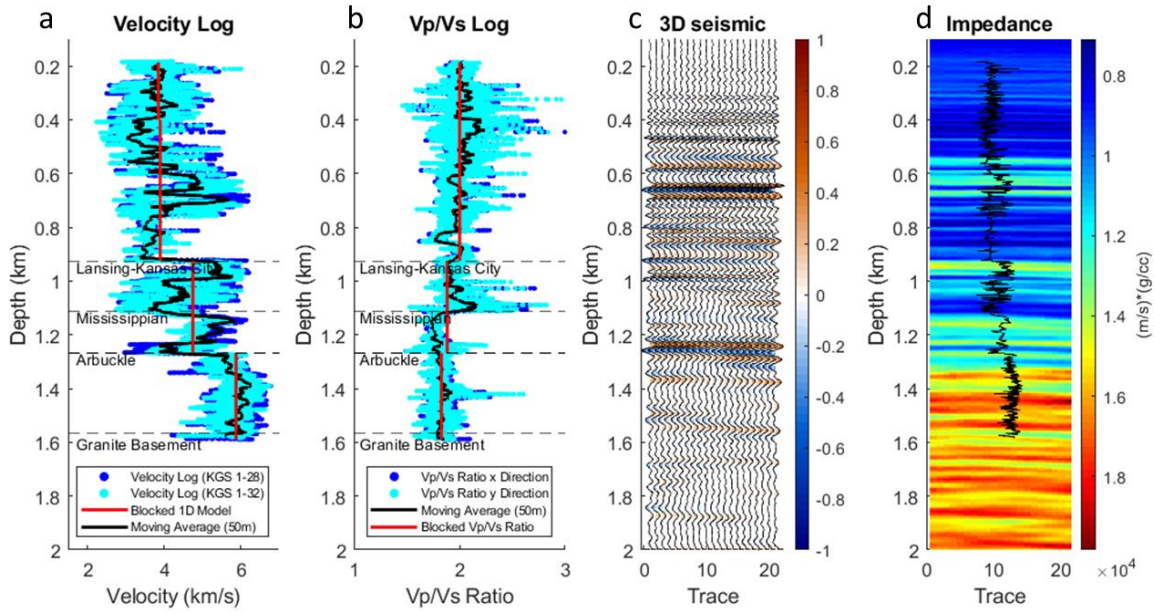 a
Velocity Log
0.2
0.4
0.6
0.8
1
1.2
1.4
1.6
1.8
2
Depth (km)
Lansing-Kansas City
Mississippian
Arbuckle
Granite Basement
Velocity Log (KGS 1-28)
Velocity Log (KGS 1-32)
Blocked 1D Model
Moving Average (50m)
2 4 6 8
Velocity (km/s)
b
Vp/Vs Log
0.2
0.4
0.6
0.8
1
1.2
1.4
1.6
1.8
2
Depth (km)
Lansing-Kansas City
Mississippian
Arbuckle
Granite Basement
Vp/Vs Ratio x Direction
Vp/Vs Ratio y Direction
Moving Average (50m)
Blocked Vp/Vs Ratio
1 2 3
Vp/Vs Ratio
c
3D seismic
0.2
0.4
0.6
0.8
1
1.2
1.4
1.6
1.8
2
Depth (km)
0 10 20
Trace
1
0.8
0.6
0.4
0.2
0
-0.2
-0.4
-0.6
-0.8
-1
d
Impedance
0.2
0.4
0.6
0.8
1
1.2
1.4
1.6
1.8
2
Depth (km)
0 10 20
Trace
0.8
1
1.2
1.4
1.6
1.8
×10⁴
(m/s)*(g/cc)